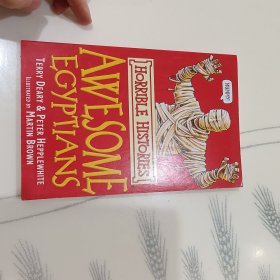 [HORRIBLE HISTORIES]
AWESOME
EGYPTIANS
TERRY DEARY & PETER HEPPLEWHITE
ILLUSTRATED BY MARTIN BROWN